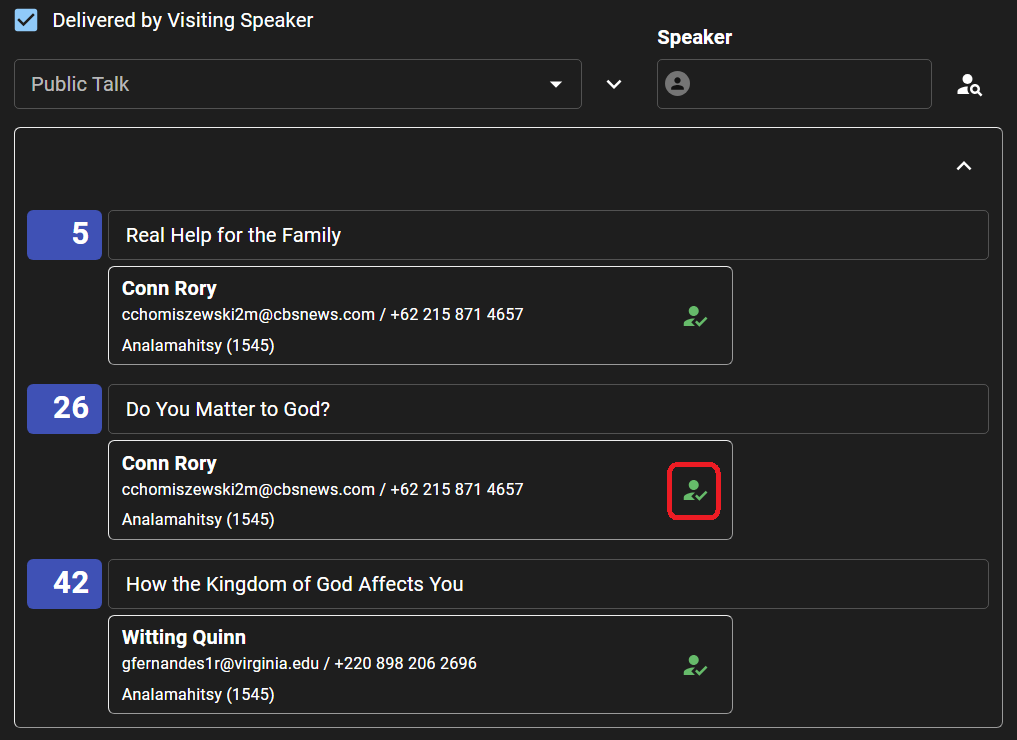 Delivered by Visiting Speaker
Speaker
Public Talk
5 Real Help for the Family
Conn Rory
cchomiszewski2m@cbsnews.com / +62 215 871 4657
Analamahitsy (1545)
26 Do You Matter to God?
Conn Rory
cchomiszewski2m@cbsnews.com / +62 215 871 4657
Analamahitsy (1545)
42 How the Kingdom of God Affects You
Witting Quinn
gfernandes1r@virginia.edu / +220 898 206 2696
Analamahitsy (1545)